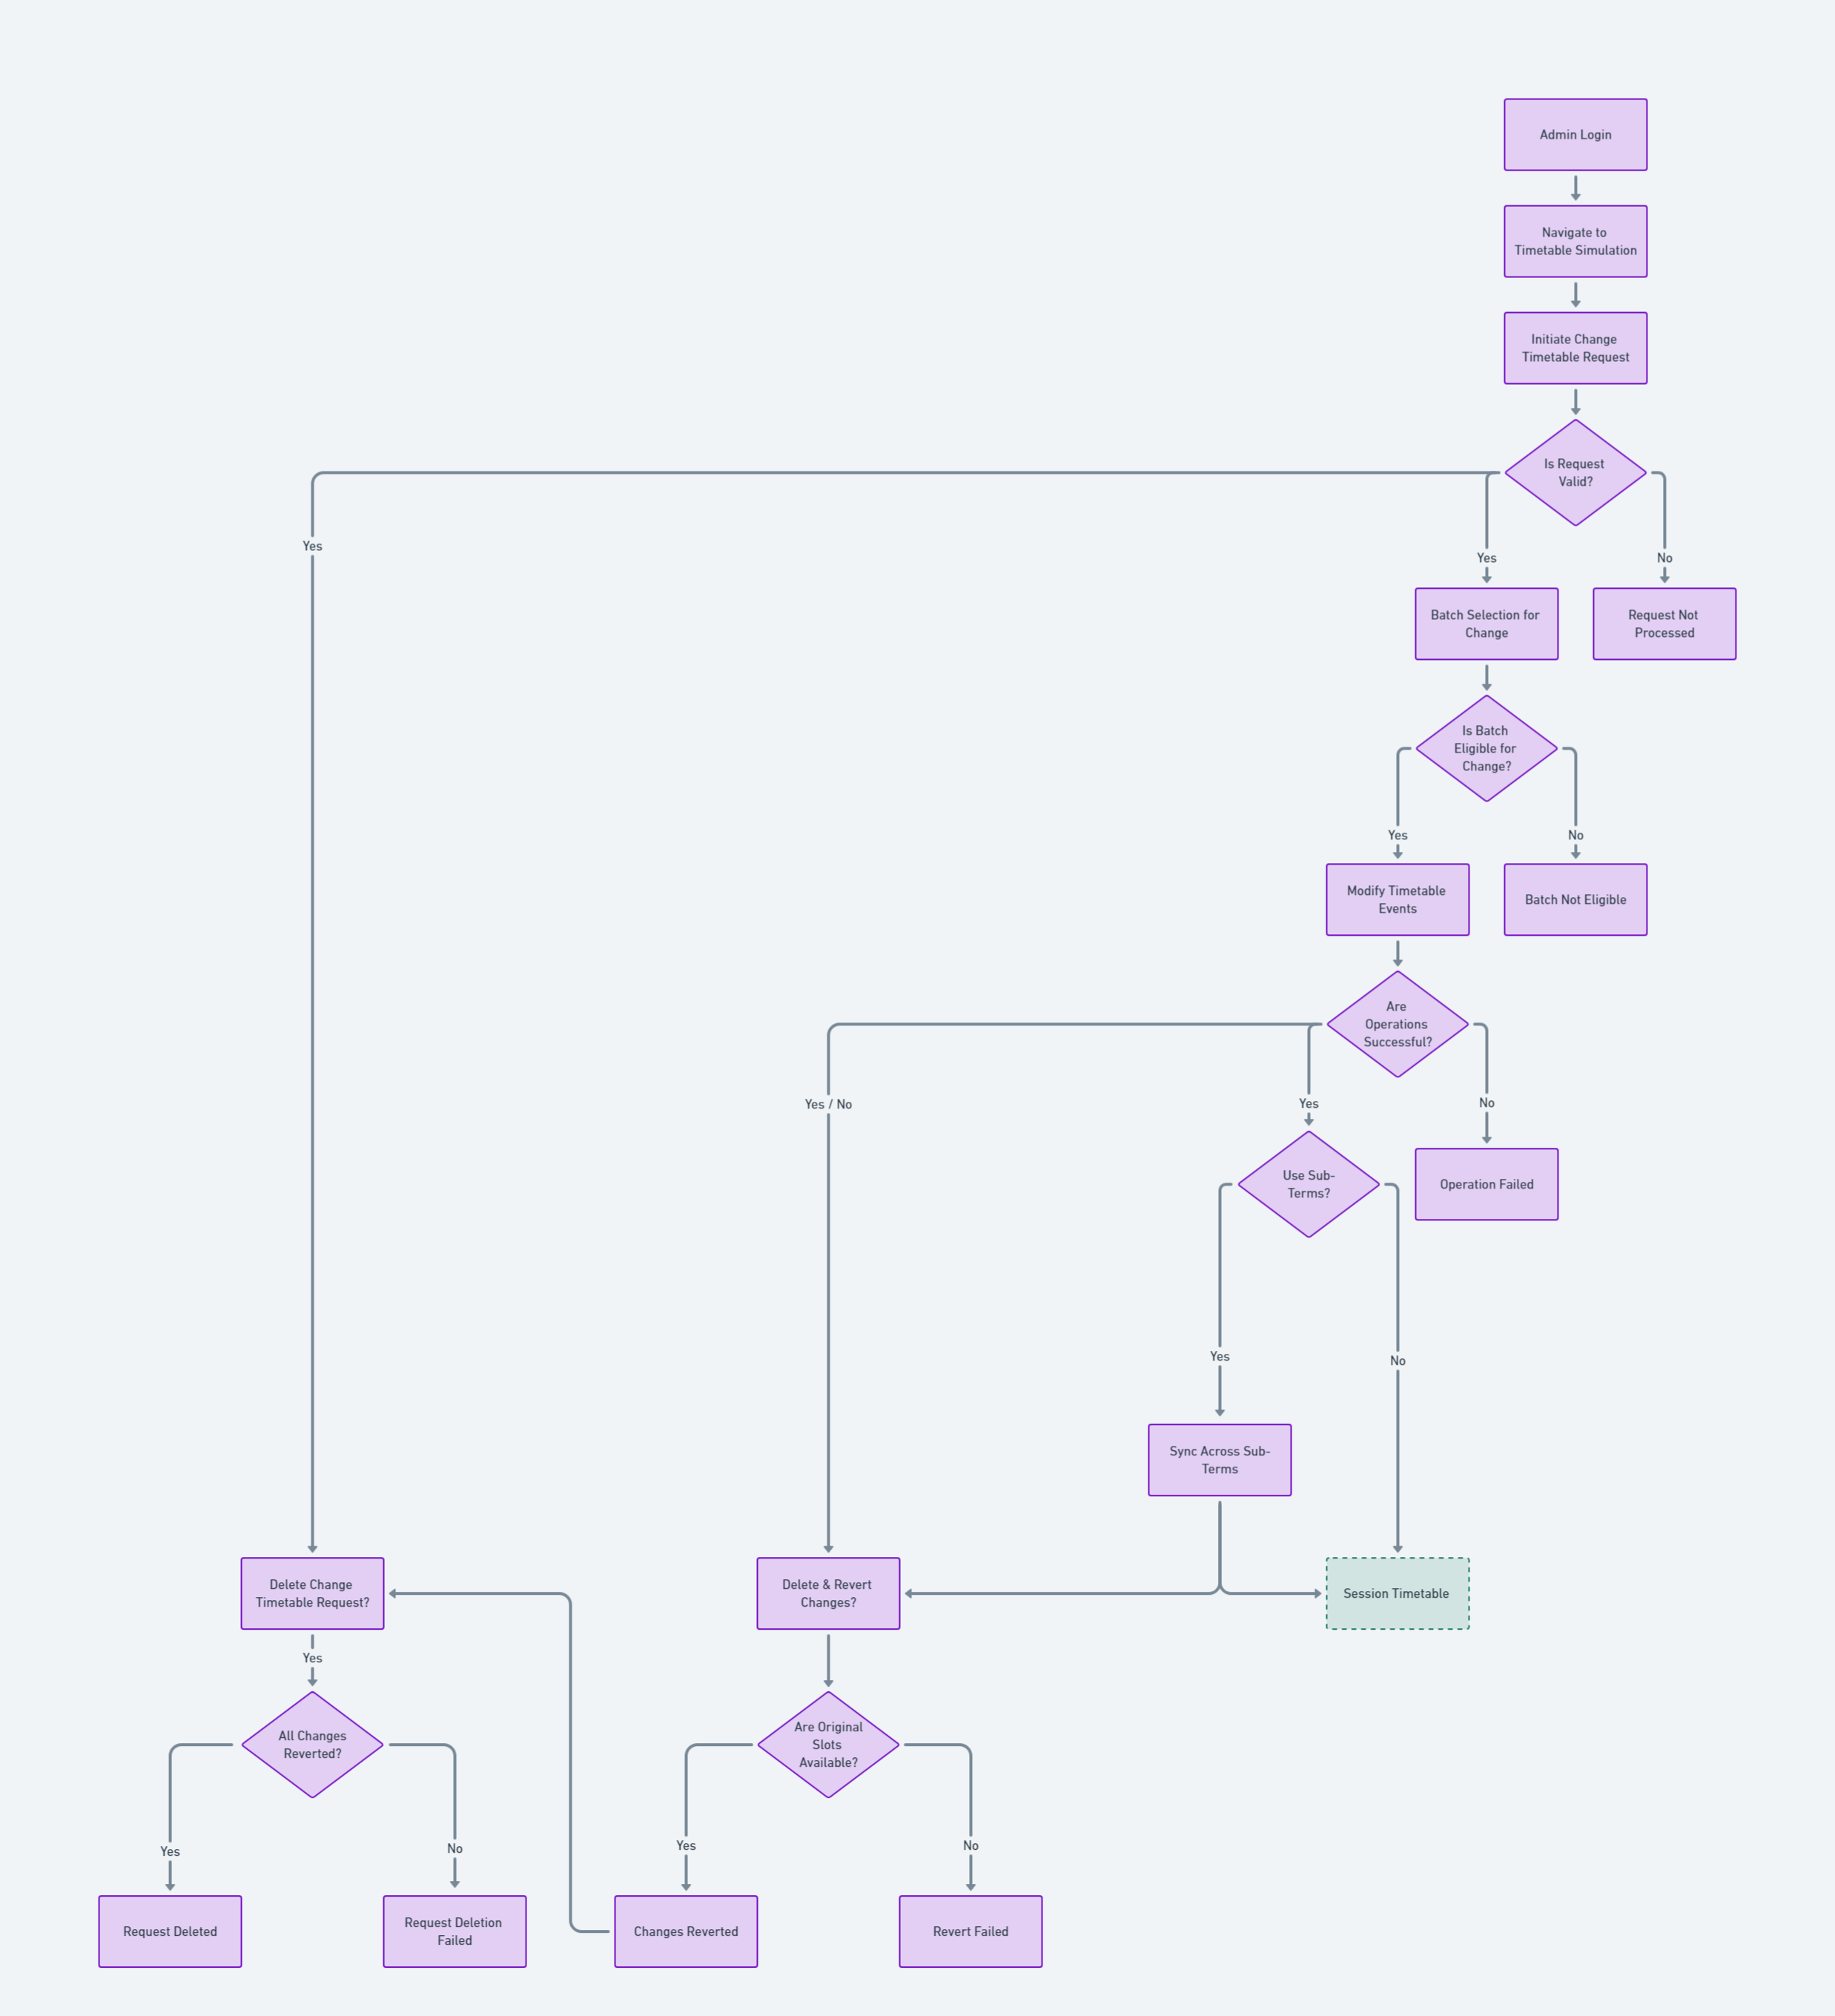 Admin Login
Navigate to
Timetable Simulation
Initiate Change
Timetable Request
Is Request
Valid?
Yes
Yes
No
Batch Selection for
Change
Request Not
Processed
Is Batch
Eligible for
Change?
Yes
No
Modify Timetable
Events
Batch Not Eligible
Are
Operations
Successful?
Yes / No
Yes
No
Use Sub-
Terms?
Operation Failed
Yes
No
Sync Across Sub-
Terms
Delete Change
Timetable Request?
Delete & Revert
Changes?
Session Timetable
Yes
All Changes
Reverted?
Are Original
Slots
Available?
Yes
No
Yes
No
Request Deleted
Request Deletion
Failed
Changes Reverted
Revert Failed